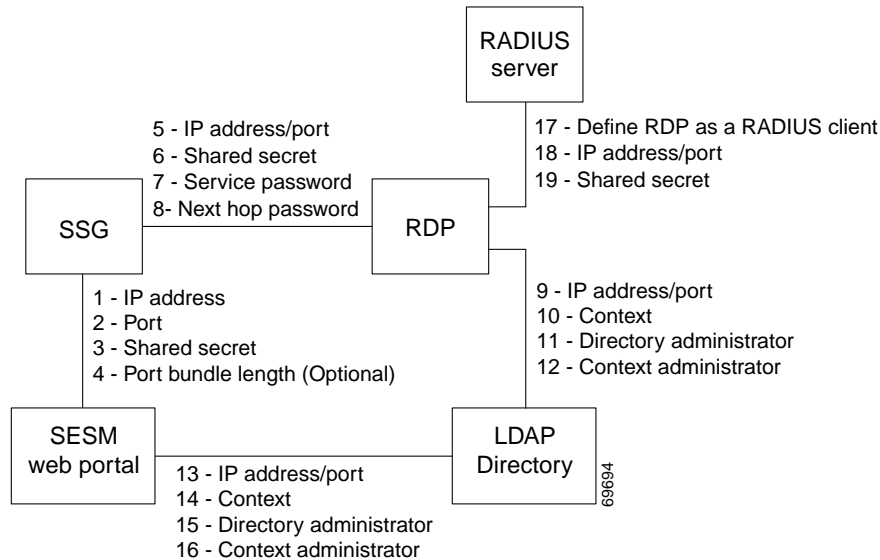 RADIUS
server
5 - IP address/port
6 - Shared secret
7 - Service password
8- Next hop password
17 - Define RDP as a RADIUS client
18 - IP address/port
19 - Shared secret
SSG
RDP
1 - IP address
2 - Port
3 - Shared secret
4 - Port bundle length (Optional)
9 - IP address/port
10 - Context
11 - Directory administrator
12 - Context administrator
SESM
web portal
LDAP
Directory
69694
13 - IP address/port
14 - Context
15 - Directory administrator
16 - Context administrator